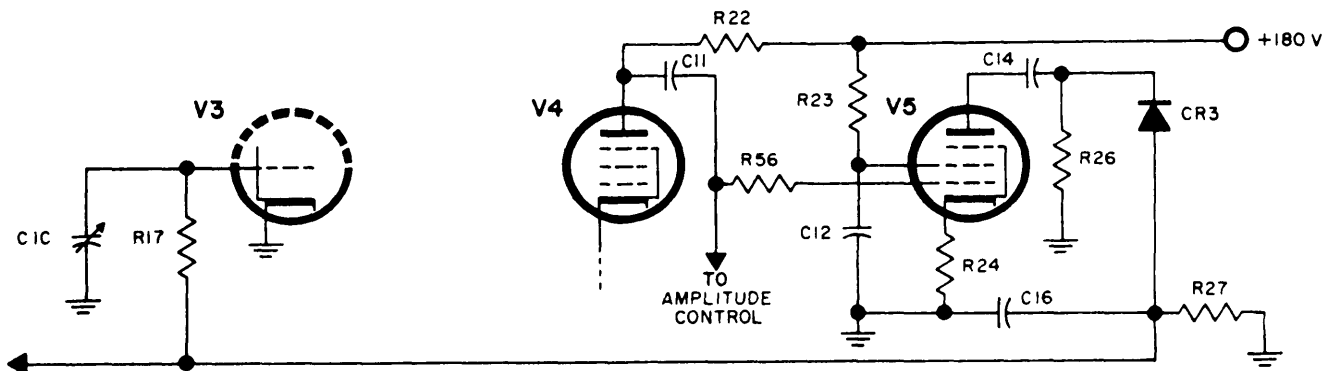 R22
+180 V
C11
C14
V3
V4
R23
V5
CR3
R56
R26
C1C
R17
C12
R24
TO
AMPLITUDE
CONTROL
C16
R27